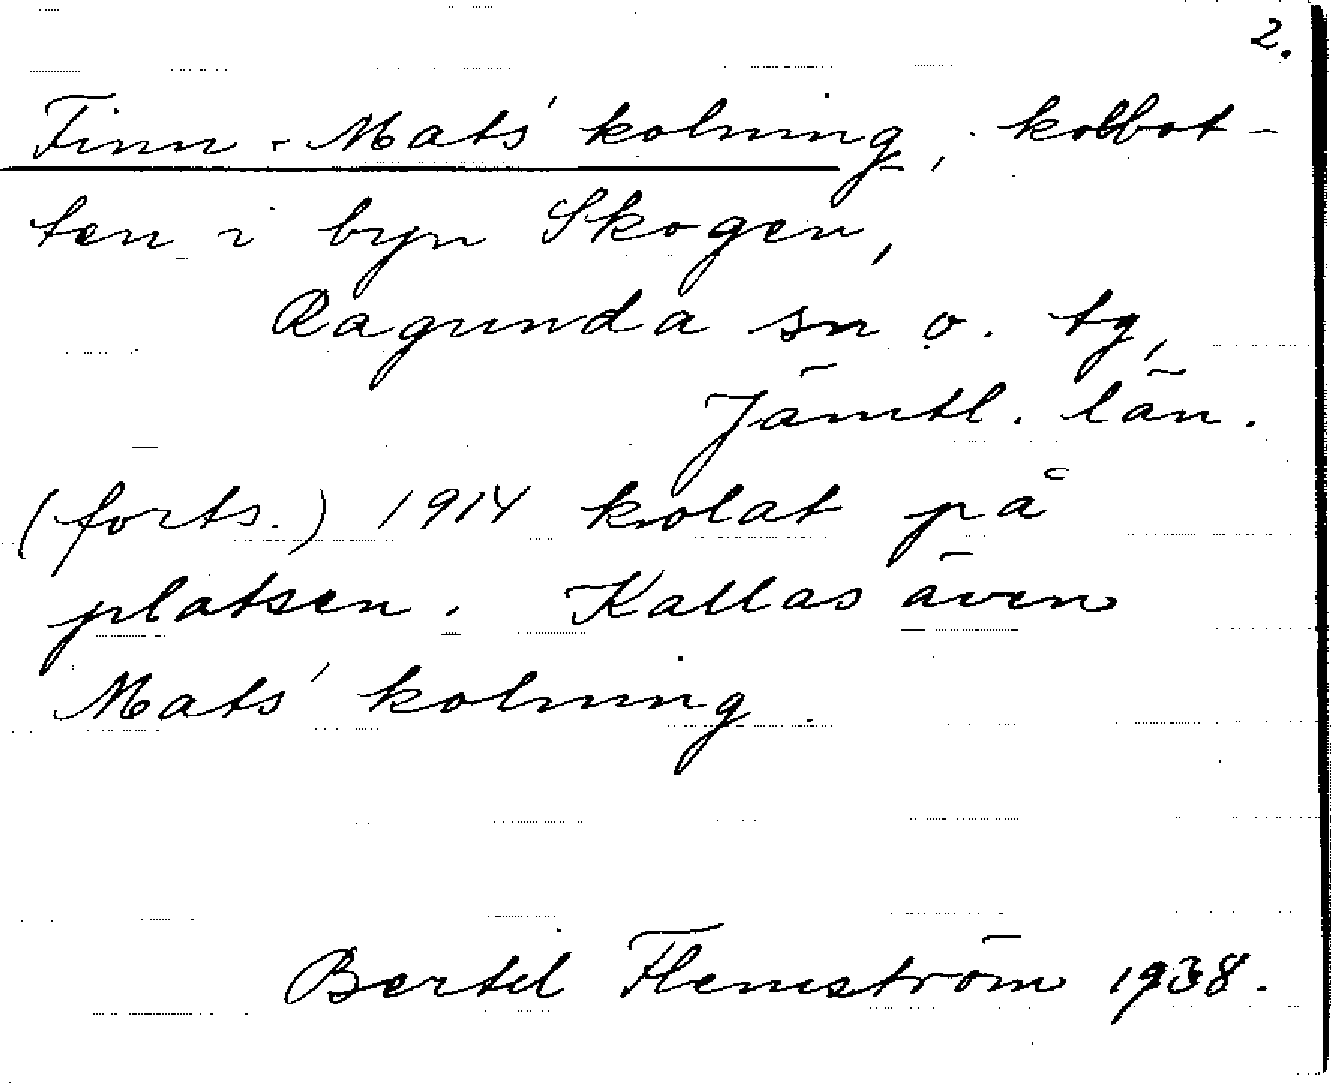 2.
Finn-Mats' kolning, kolbot-
ten i byn Skogen,
Ragunda sn o. tg,
Jämtl. län.
(forts.) 1914 kolat på
platsen. Kallas även
Mats' kolning.
Bertel Flemström 1938.